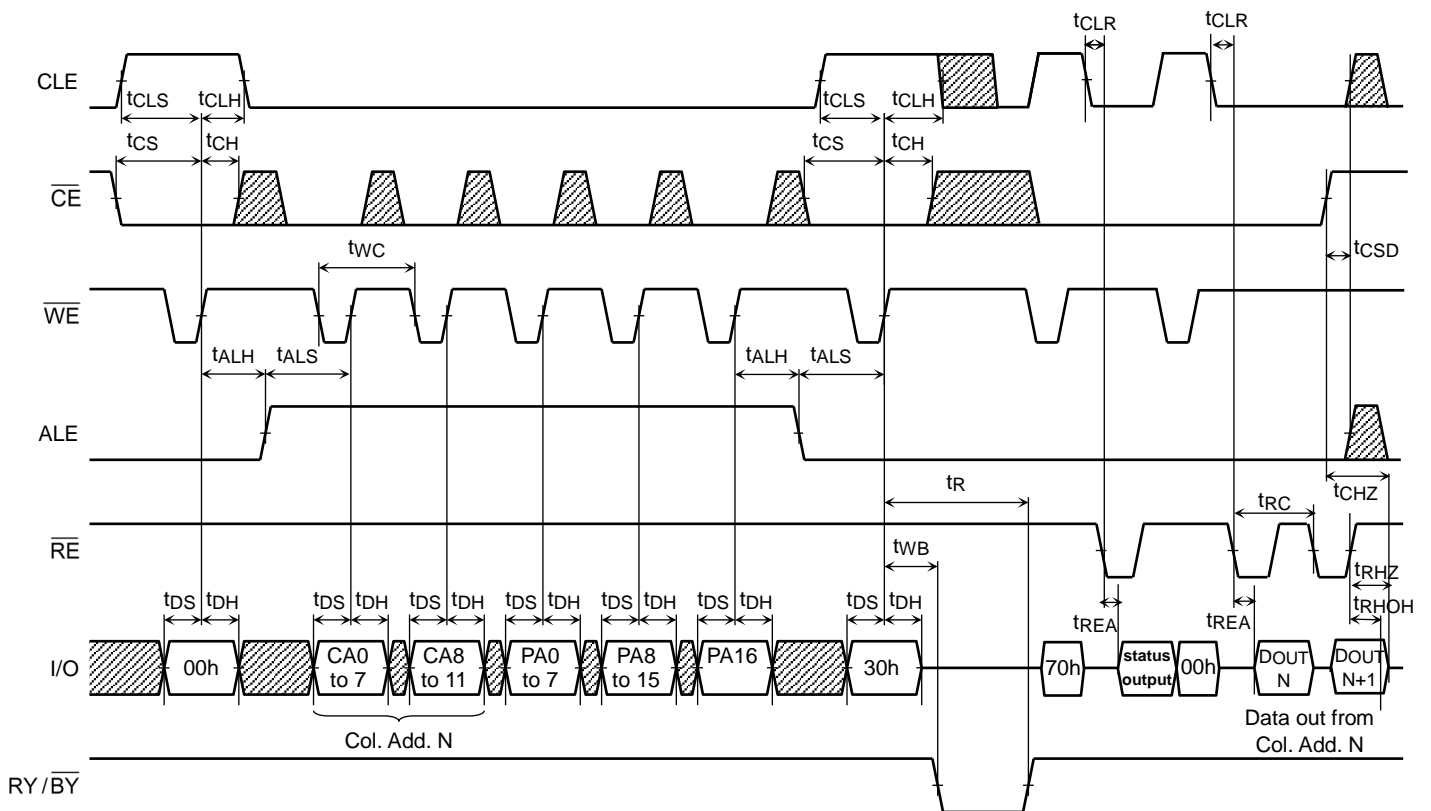 tCLR tCLR
CLE
tCLS tCLH tCLS tCLH
tCS tCH tCS tCH
CE
tWC tCSD
WE
tALH tALS tALH tALS
ALE
tR tCHZ
tRC
RE
tWB
tRHZ
tDS tDH tDS tDH tDS tDH tDS tDH tDS tDH tDS tDH tDS tDH tREA tREA tRHOH
I/O 00h CA0 to 7 CA8 to 11 PA0 to 7 PA8 to 15 PA16 30h 70h status output 00h DOUT N DOUT N+1
Col. Add. N
Data out from
Col. Add. N
RY/BY